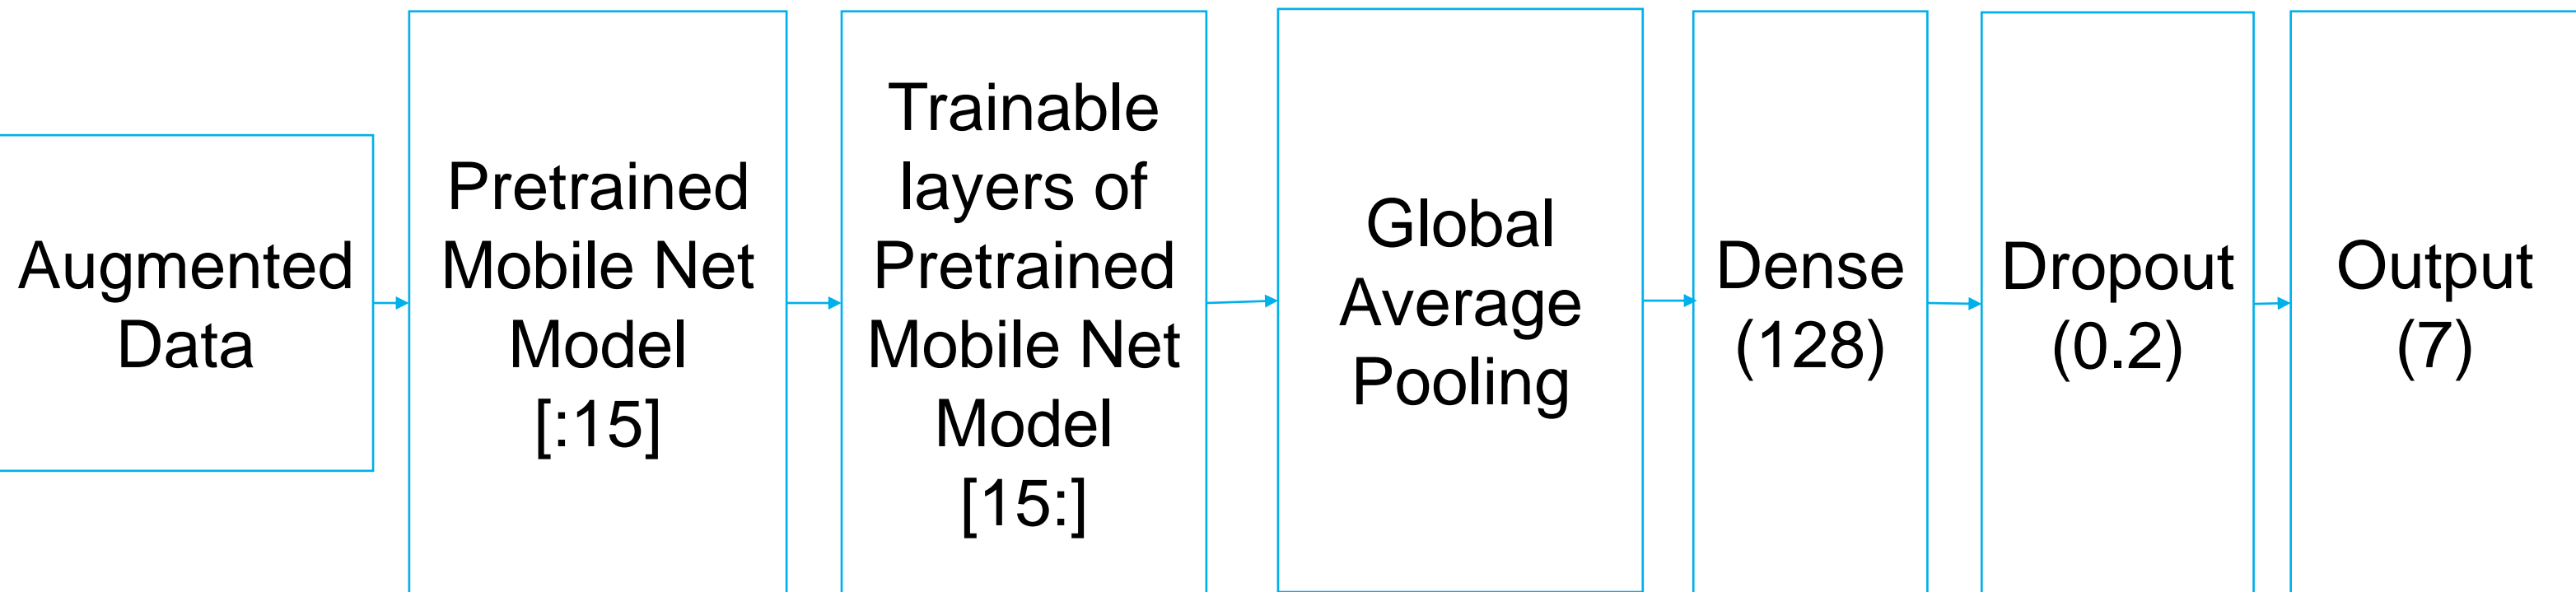 Augmented
Data
Pretrained
Mobile Net
Model
[:15]
Trainable
layers of
Pretrained
Mobile Net
Model
[15:]
Global
Average
Pooling
Dense
(128)
Dropout
(0.2)
Output
(7)